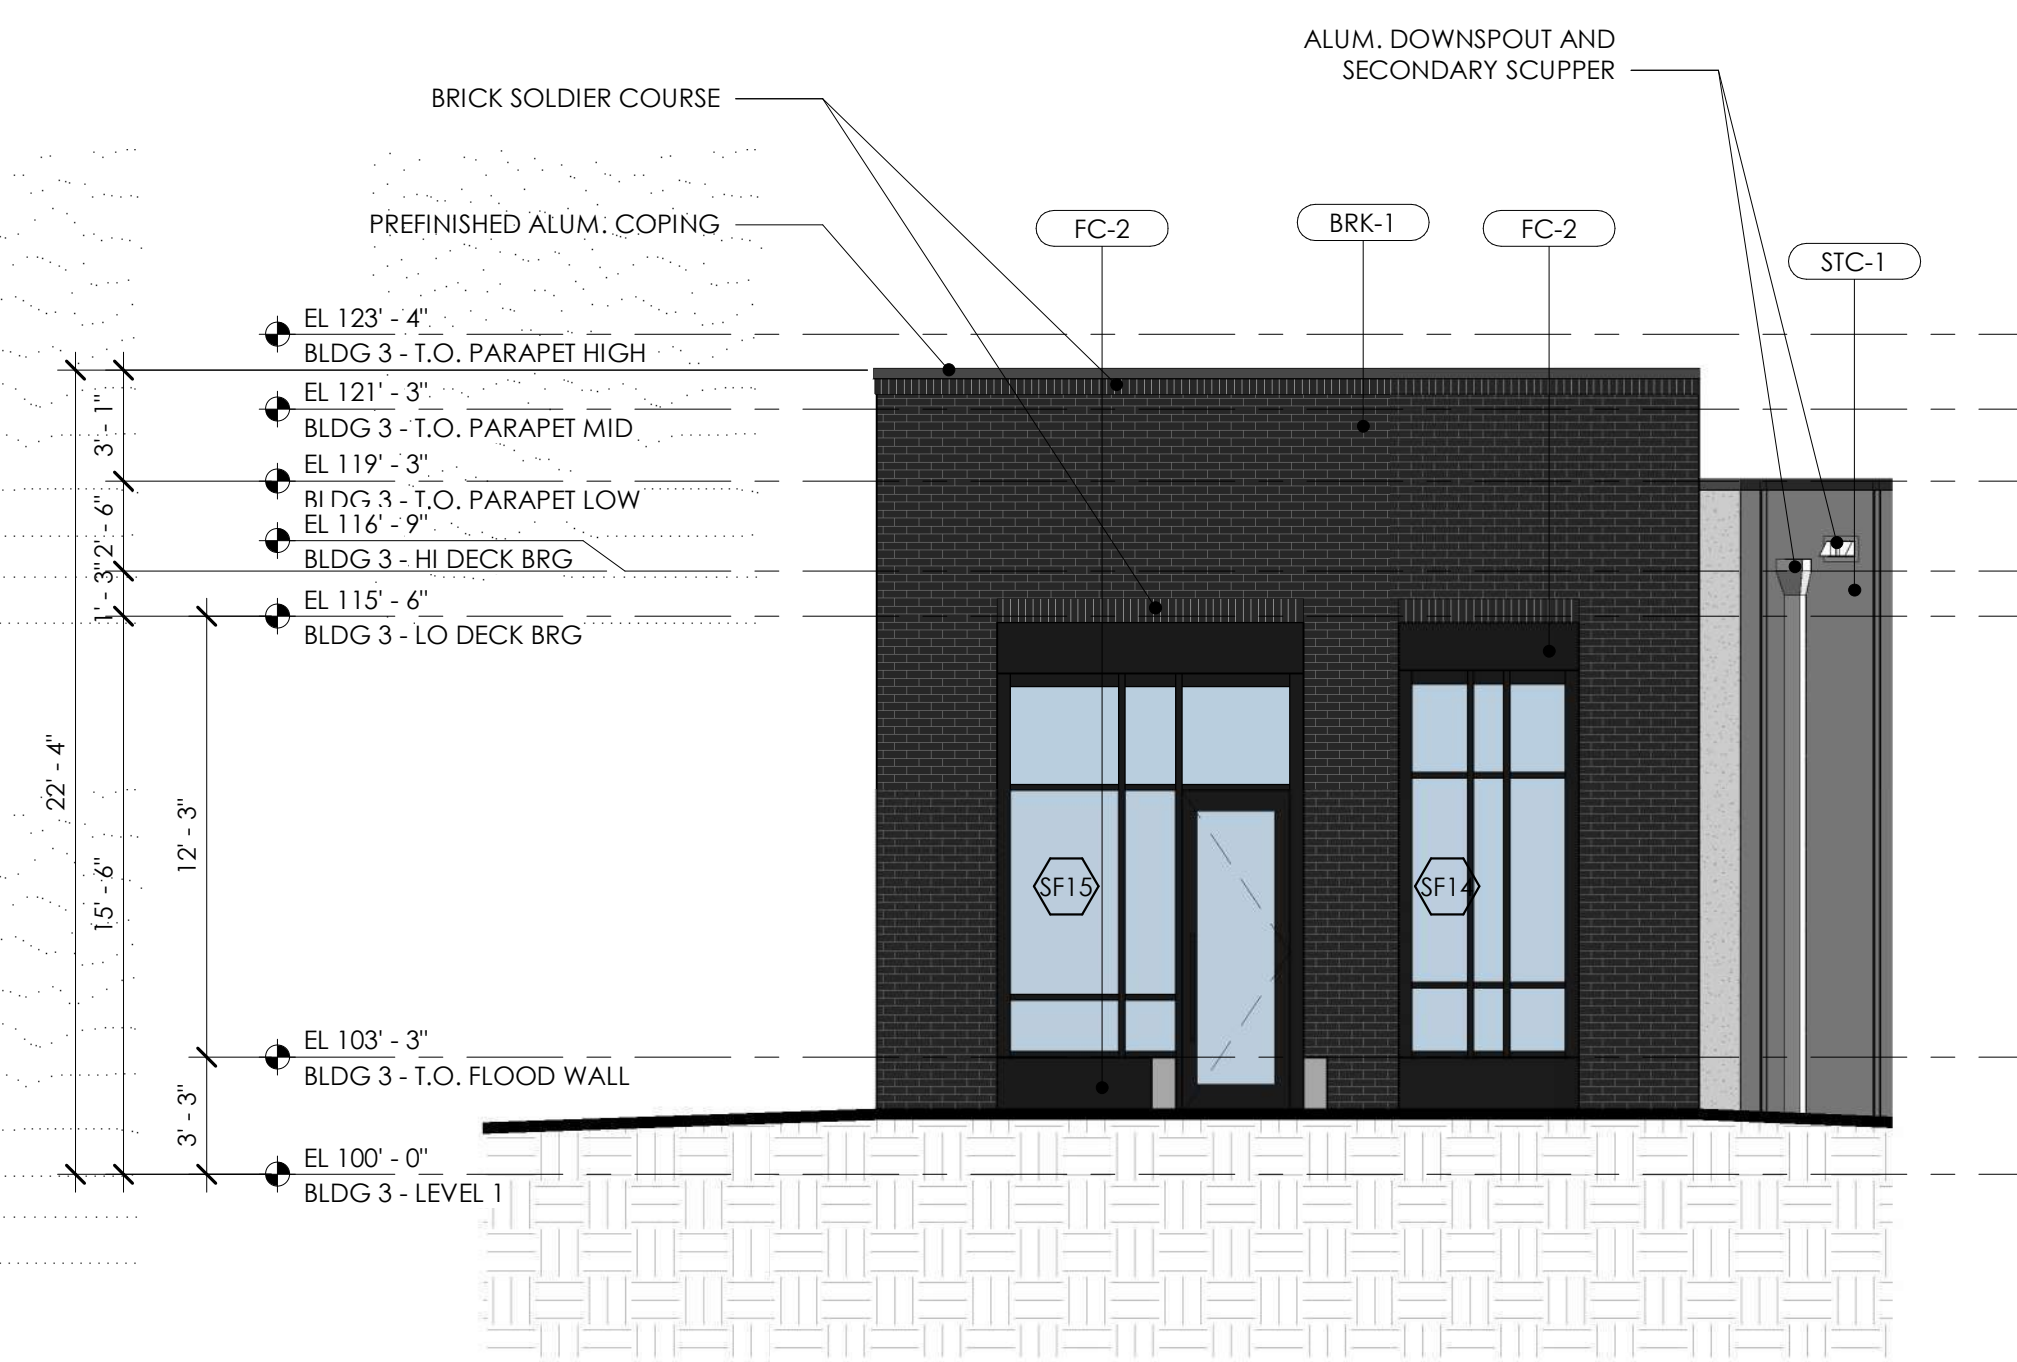 ALUM. DOWNSPOUT AND
SECONDARY SCUPPER
BRICK SOLDIER COURSE
PREFINISHED ALUM. COPING
FC-2
BRK-1
FC-2
STC-1
EL 123' - 4"
BLDG 3 - T.O. PARAPET HIGH
EL 121' - 3"
BLDG 3 - T.O. PARAPET MID
EL 119' - 3"
BLDG 3 - T.O. PARAPET LOW
EL 116' - 9"
BLDG 3 - HI DECK BRG
EL 115' - 6"
BLDG 3 - LO DECK BRG
3' - 1"
2' - 6"
1' - 3"
22' - 4"
15' - 6"
12' - 3"
3' - 3"
SF15
SF14
EL 103' - 3"
BLDG 3 - T.O. FLOOD WALL
EL 100' - 0"
BLDG 3 - LEVEL 1